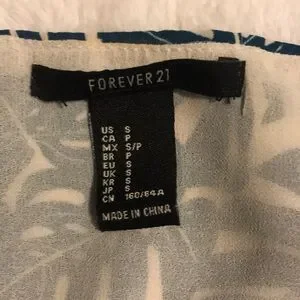 FOREVER 21
US S
CA P
MX S/P
BR P
EU S
UK S
KR S
JP S
CN 160/84A
MADE IN CHINA